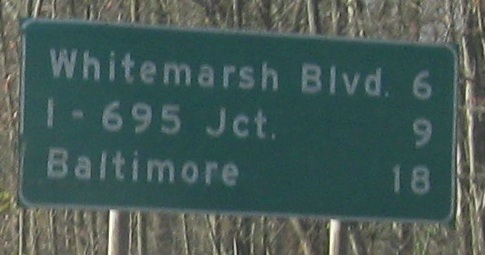 Whitemarsh Blvd. 6
I - 695 Jct. 9
Baltimore 18